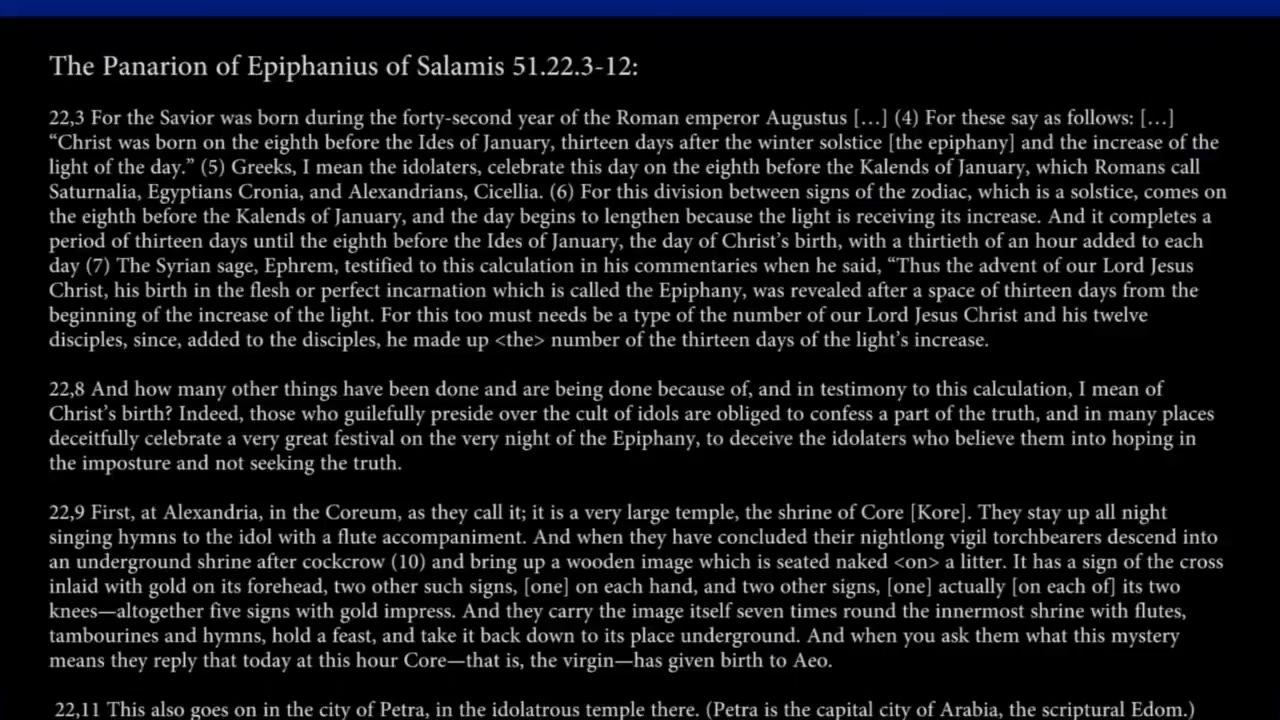 The Panarion of Epiphanius of Salamis 51.22.3-12:
22,3 For the Savior was born during the forty-second year of the Roman emperor Augustus […] (4) For these say as follows: […]
“Christ was born on the eighth before the Ides of January, thirteen days after the winter solstice [the epiphany] and the increase of the
light of the day.” (5) Greeks, I mean the idolaters, celebrate this day on the eighth before the Kalends of January, which Romans call
Saturnalia, Egyptians Cronia, and Alexandrians, Cicellia. (6) For this division between signs of the zodiac, which is a solstice, comes on
the eighth before the Kalends of January, and the day begins to lengthen because the light is receiving its increase. And it completes a
period of thirteen days until the eighth before the Ides of January, the day of Christ’s birth, with a thirtieth of an hour added to each
day (7) The Syrian sage, Ephrem, testified to this calculation in his commentaries when he said, “Thus the advent of our Lord Jesus
Christ, his birth in the flesh or perfect incarnation which is called the Epiphany, was revealed after a space of thirteen days from the
beginning of the increase of the light. For this too must needs be a type of the number of our Lord Jesus Christ and his twelve
disciples, since, added to the disciples, he made up <the> number of the thirteen days of the light’s increase.
22,8 And how many other things have been done and are being done because of, and in testimony to this calculation, I mean of
Christ’s birth? Indeed, those who guilefully preside over the cult of idols are obliged to confess a part of the truth, and in many places
deceitfully celebrate a very great festival on the very night of the Epiphany, to deceive the idolaters who believe them into hoping in
the imposture and not seeking the truth.
22,9 First, at Alexandria, in the Coreum, as they call it; it is a very large temple, the shrine of Core [Kore]. They stay up all night
singing hymns to the idol with a flute accompaniment. And when they have concluded their nightlong vigil torchbearers descend into
an underground shrine after cockcrow (10) and bring up a wooden image which is seated naked <on> a litter. It has a sign of the cross
inlaid with gold on its forehead, two other such signs, [one] on each hand, and two other signs, [one] actually [on each of] its two
knees—altogether five signs with gold impress. And they carry the image itself seven times round the innermost shrine with flutes,
tambourines and hymns, hold a feast, and take it back down to its place underground. And when you ask them what this mystery
means they reply that today at this hour Core—that is, the virgin—has given birth to Aeo.
22,11 This also goes on in the city of Petra, in the idolatrous temple there. (Petra is the capital city of Arabia, the scriptural Edom.)